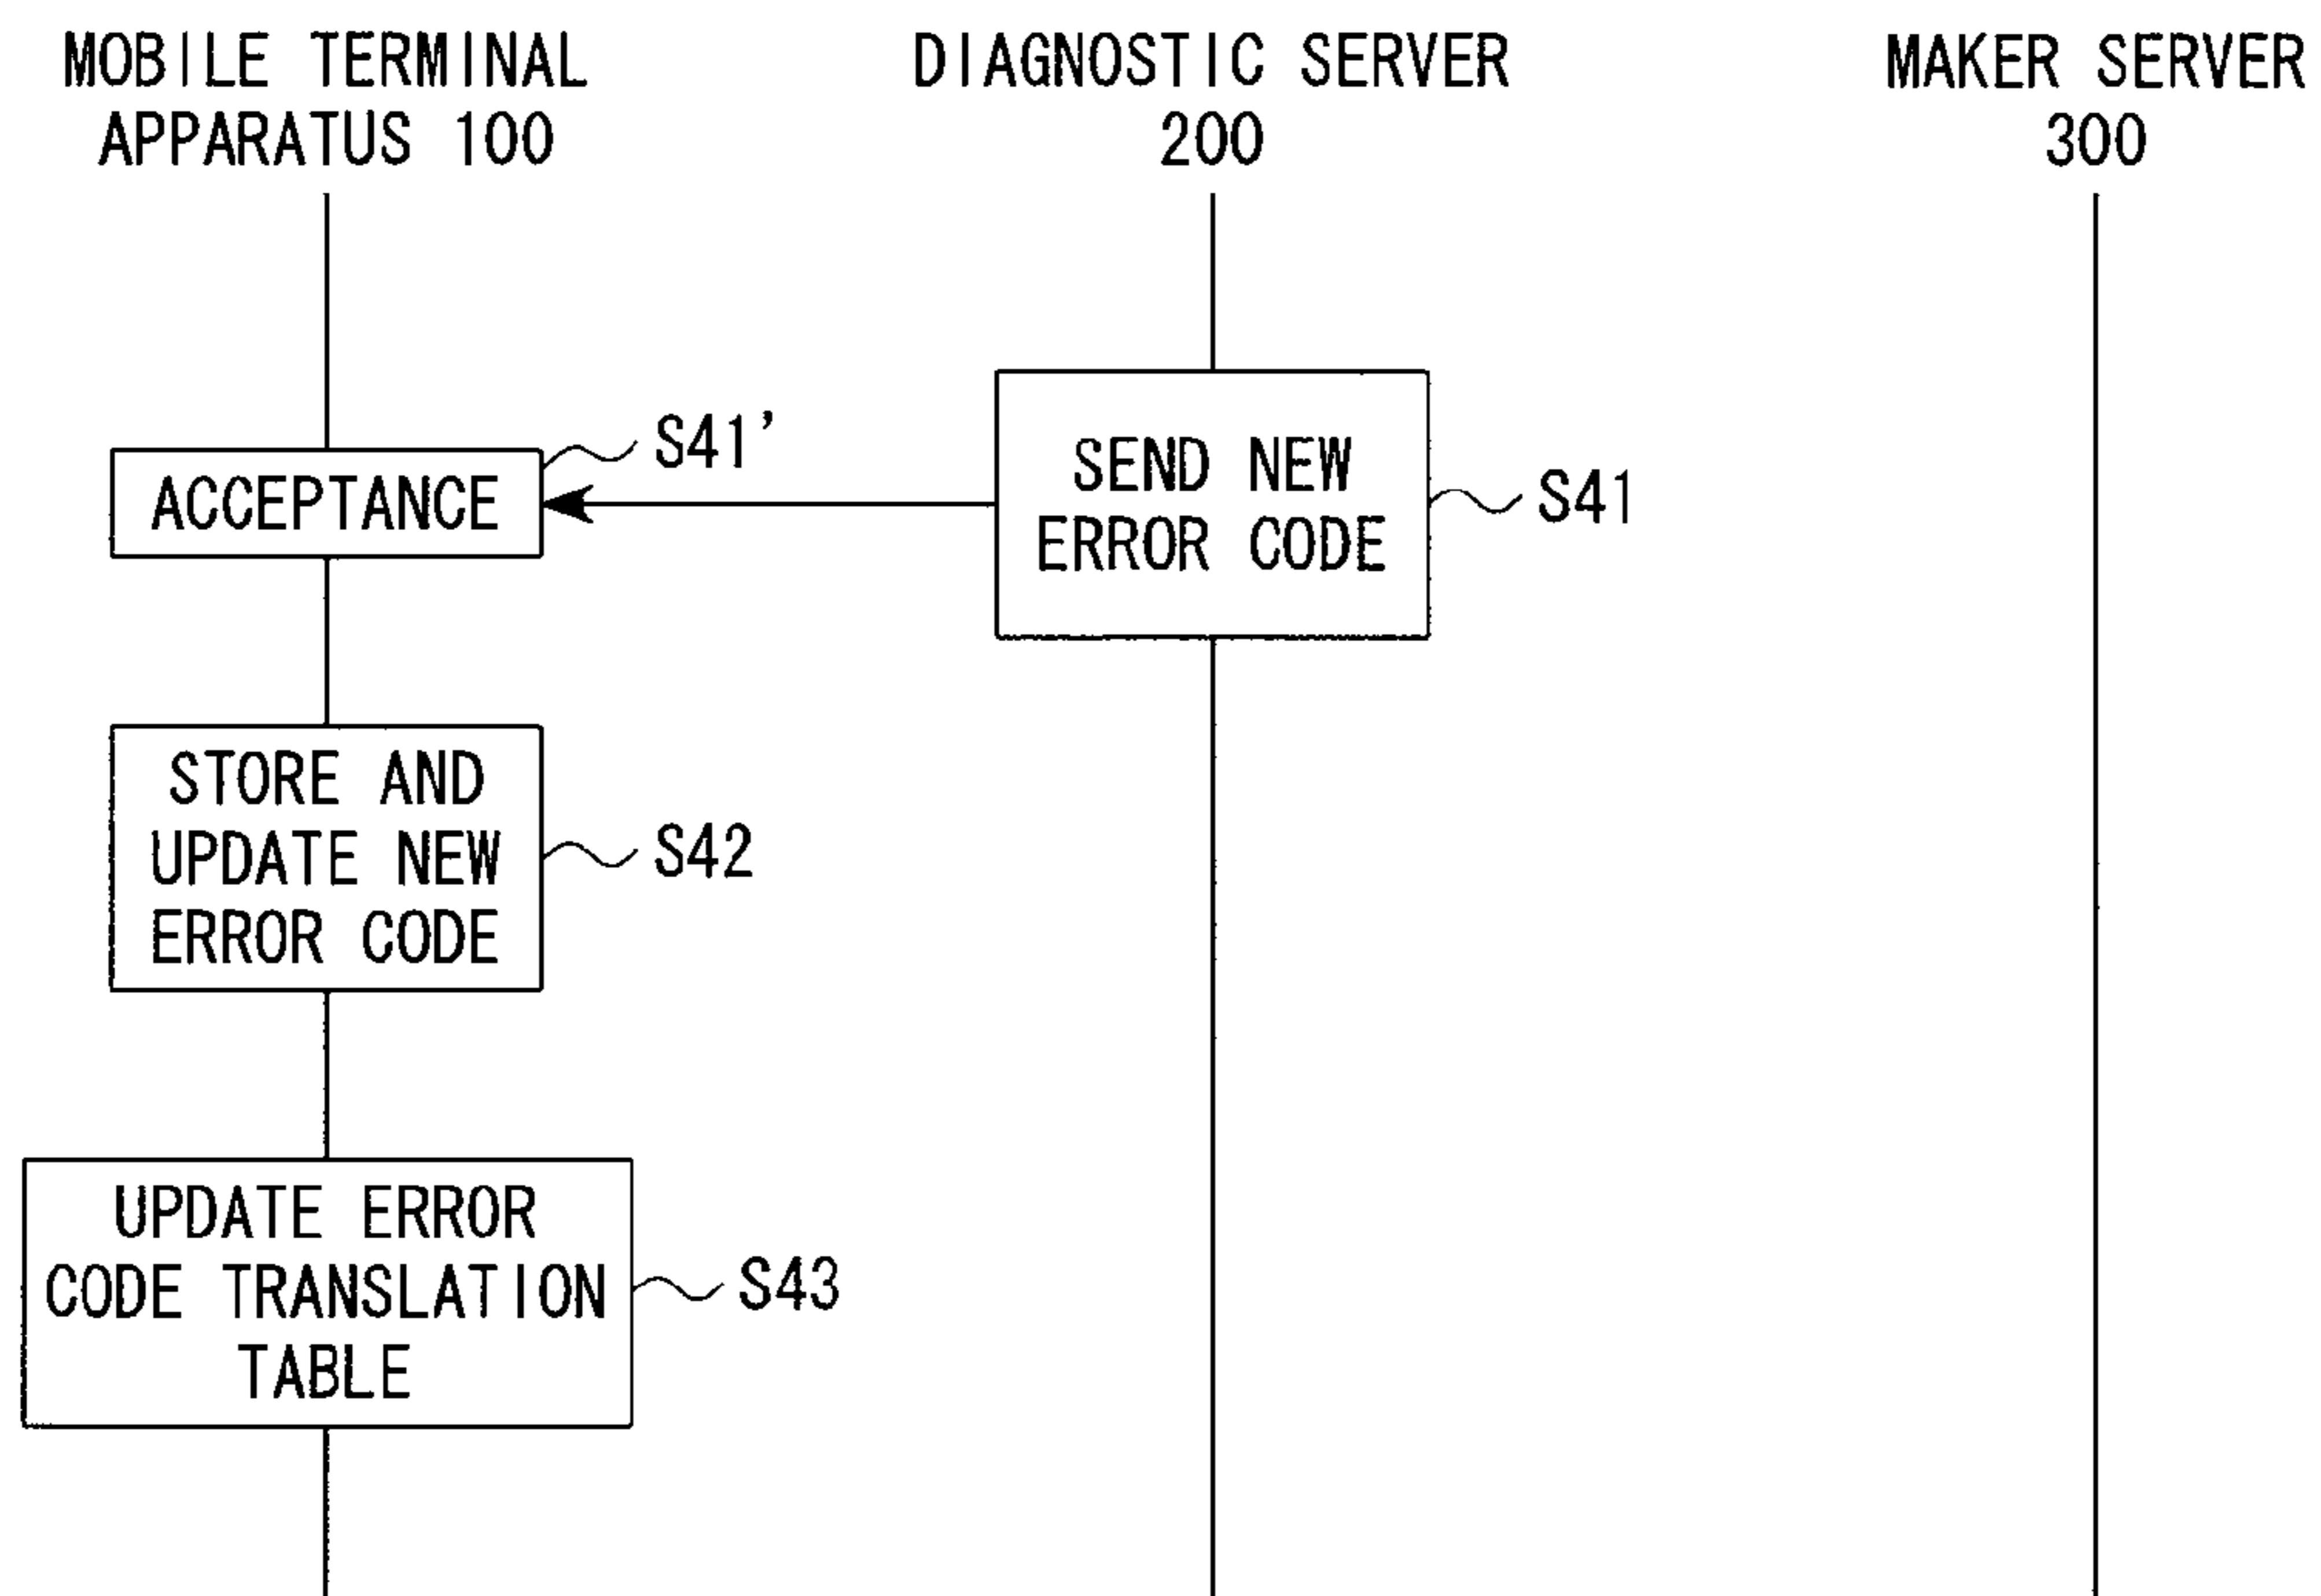 MOBILE TERMINAL
APPARATUS 100
DIAGNOSTIC SERVER
200
MAKER SERVER
300
S41'
ACCEPTANCE
SEND NEW
ERROR CODE
S41
STORE AND
UPDATE NEW
ERROR CODE
S42
UPDATE ERROR
CODE TRANSLATION
TABLE
S43